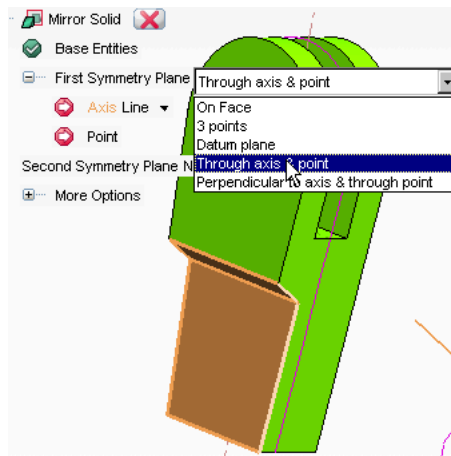 Mirror Solid
Base Entities
First Symmetry Plane Through axis & point
On Face
3 points
Datum plane
Through axis & point
Perpendicular to axis & through point
Axis Line
Point
Second Symmetry Plane N
More Options